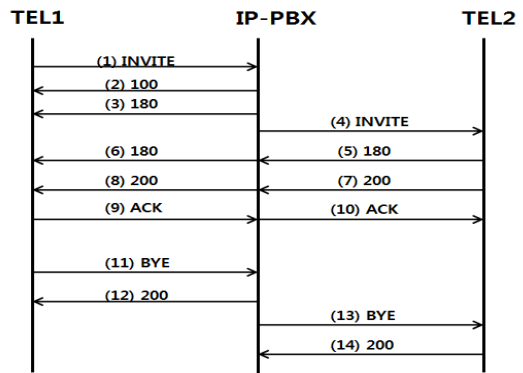 TEL1 IP-PBX TEL2
(1) INVITE
(2) 100
(3) 180
(4) INVITE
(6) 180 (5) 180
(8) 200 (7) 200
(9) ACK (10) ACK
(11) BYE
(12) 200
(13) BYE
(14) 200